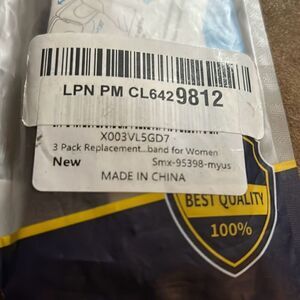 LPN PM CL6429812
X003VL5GD7
3 Pack Replacement...band for Women
New Smx-95398-myus
MADE IN CHINA
BEST QUALITY
100%